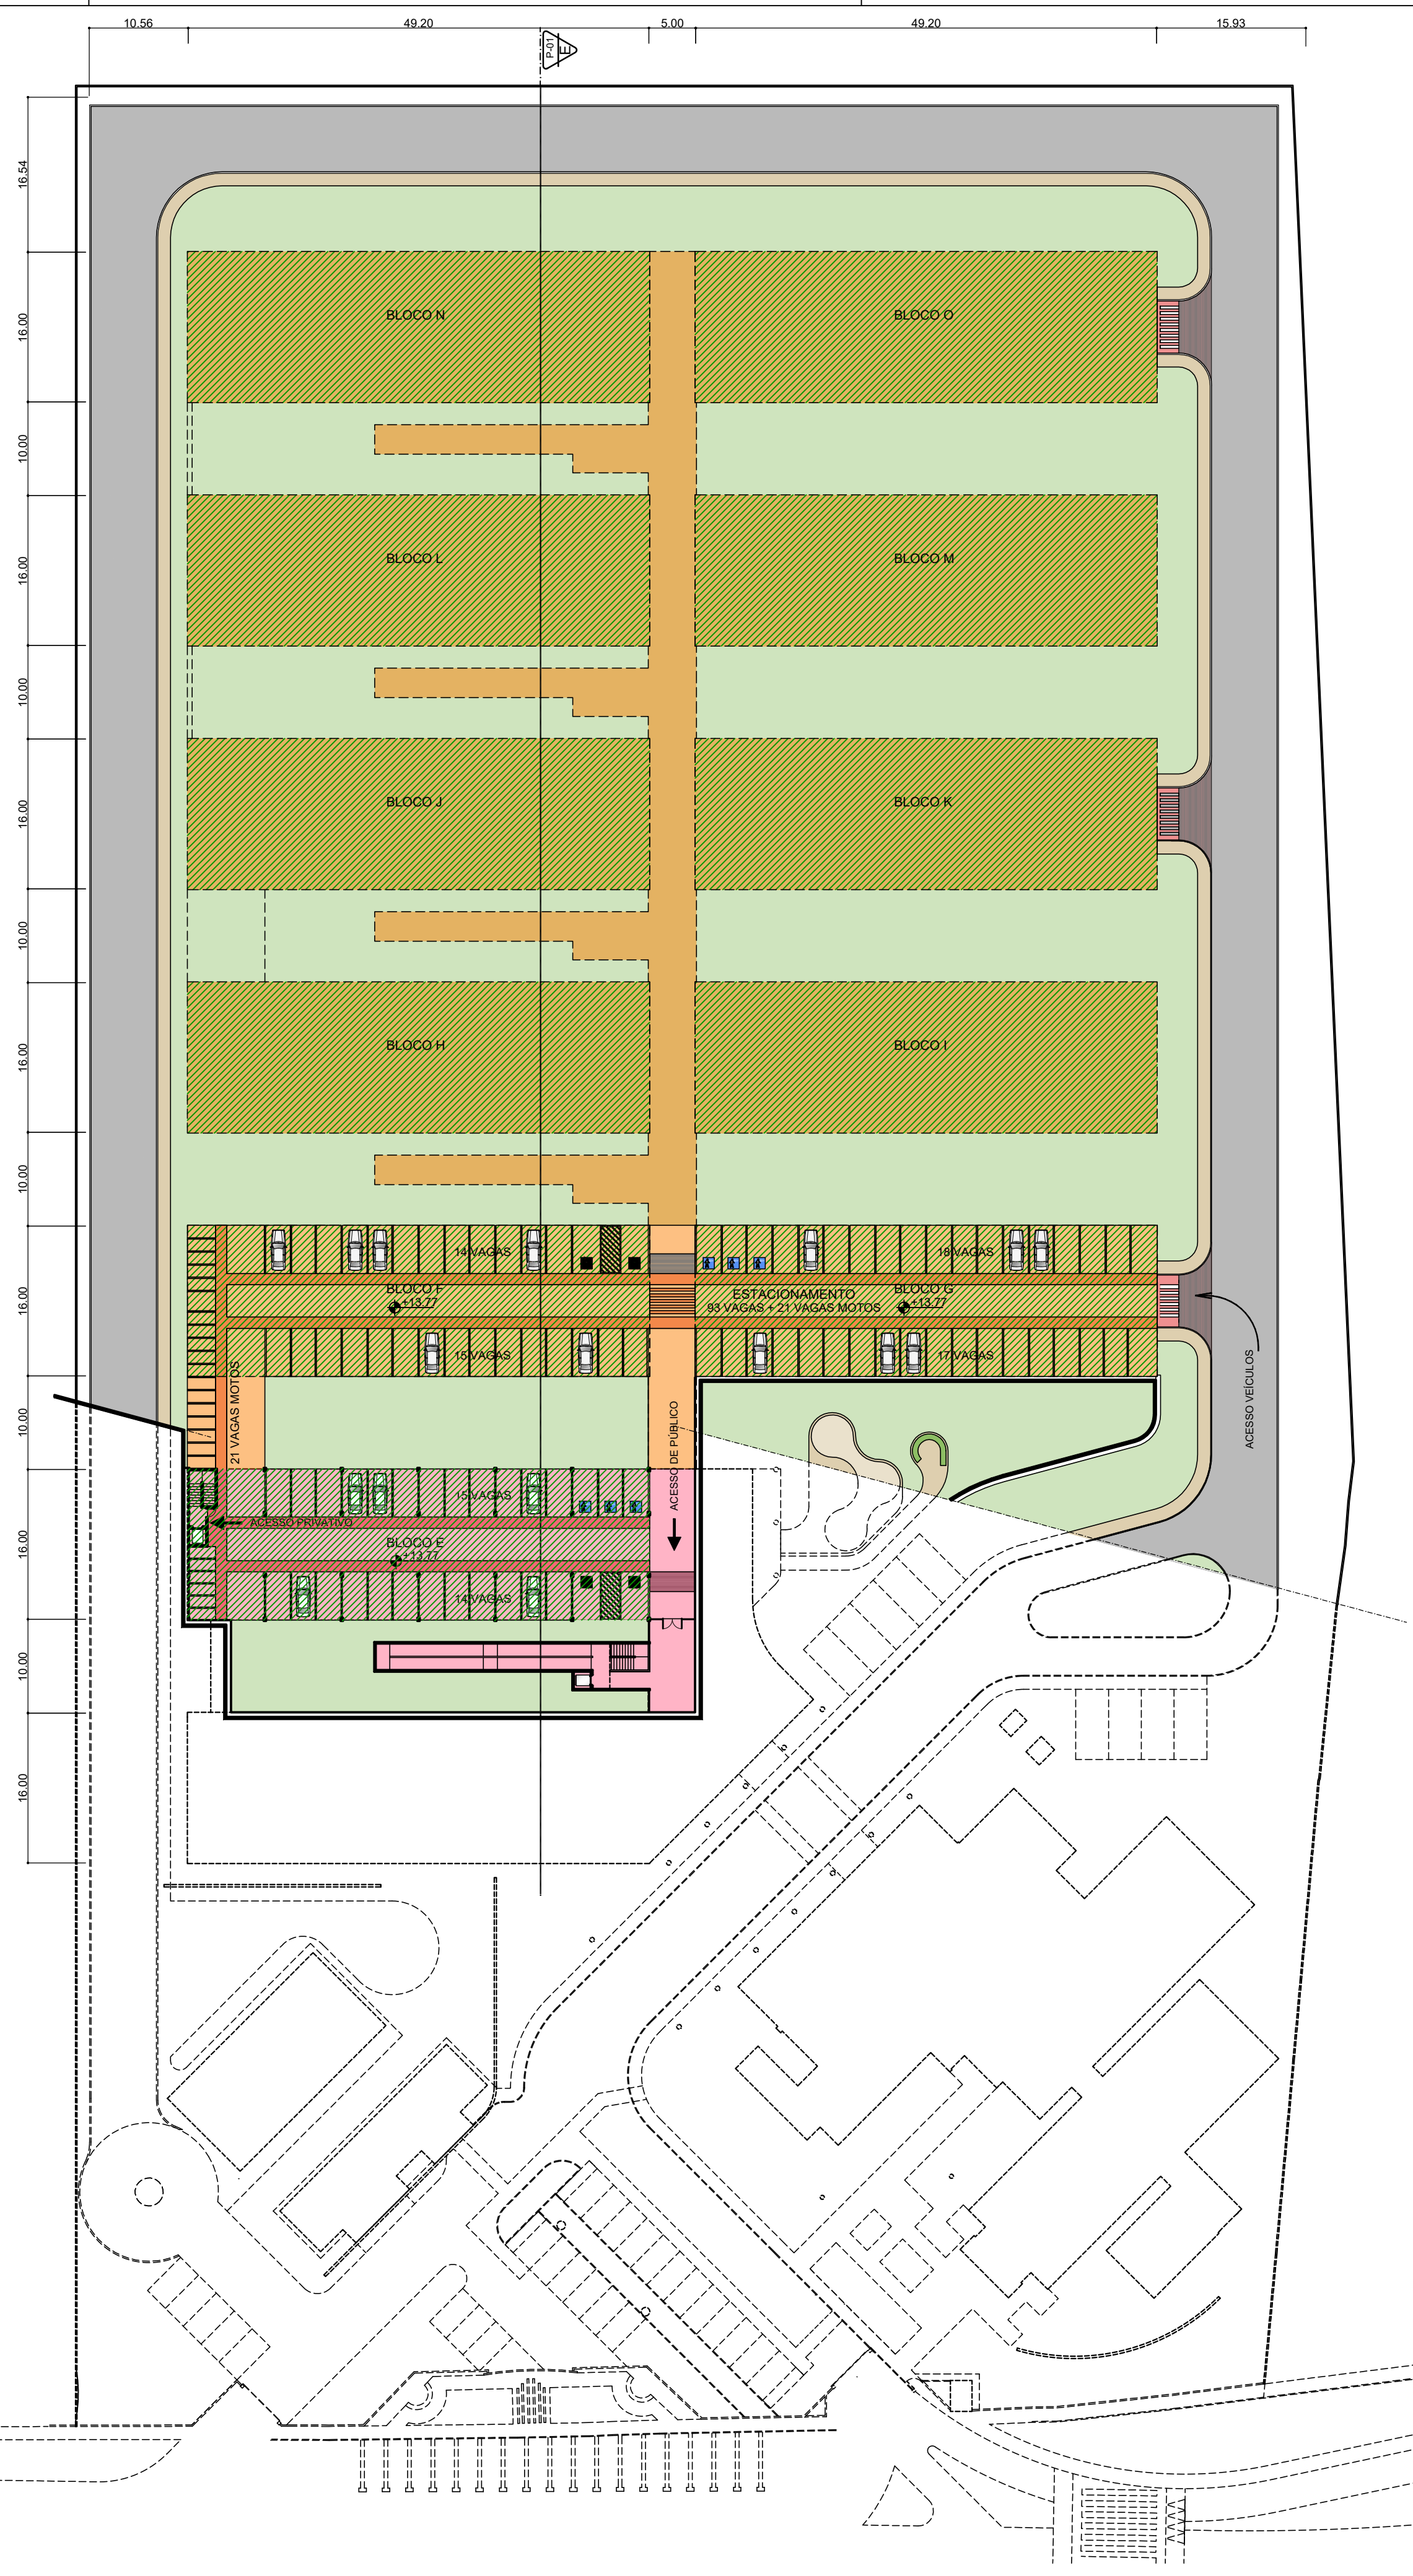 10.56
49.20
5.00
49.20
15.93
P-01
E
16.54
16.00
BLOCO N
BLOCO O
10.00
16.00
BLOCO L
BLOCO M
10.00
16.00
BLOCO J
BLOCO K
10.00
16.00
BLOCO H
BLOCO I
10.00
14 VAGAS
18 VAGAS
16.00
BLOCO F
+13.77
ESTACIONAMENTO
93 VAGAS + 21 VAGAS MOTOS
BLOCO G
+13.77
15 VAGAS
17 VAGAS
21 VAGAS MOTOS
ACESSO VEÍCULOS
10.00
ACESSO DE PÚBLICO
15 VAGAS
ACESSO PRIVATIVO
16.00
BLOCO E
+13.77
14 VAGAS
10.00
16.00